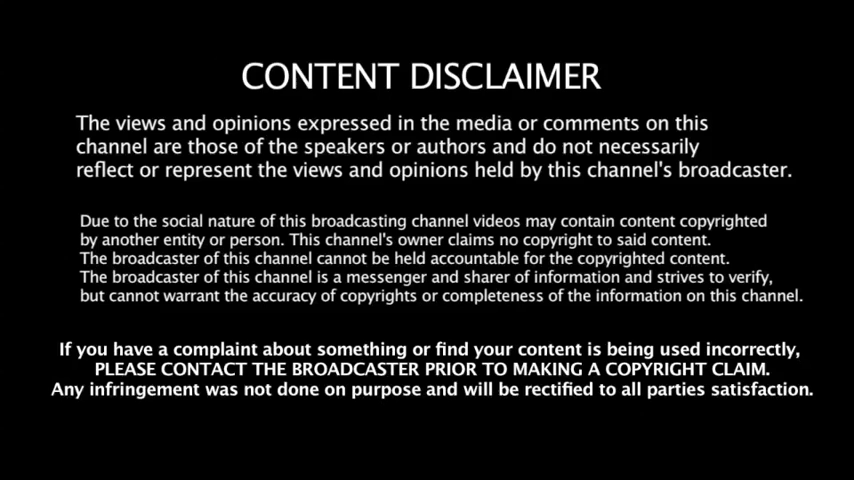 CONTENT DISCLAIMER
The views and opinions expressed in the media or comments on this
channel are those of the speakers or authors and do not necessarily
reflect or represent the views and opinions held by this channel's broadcaster.
Due to the social nature of this broadcasting channel videos may contain content copyrighted
by another entity or person. This channel's owner claims no copyright to said content.
The broadcaster of this channel cannot be held accountable for the copyrighted content.
The broadcaster of this channel is a messenger and sharer of information and strives to verify,
but cannot warrant the accuracy of copyrights or completeness of the information on this channel.
If you have a complaint about something or find your content is being used incorrectly,
PLEASE CONTACT THE BROADCASTER PRIOR TO MAKING A COPYRIGHT CLAIM.
Any infringement was not done on purpose and will be rectified to all parties satisfaction.